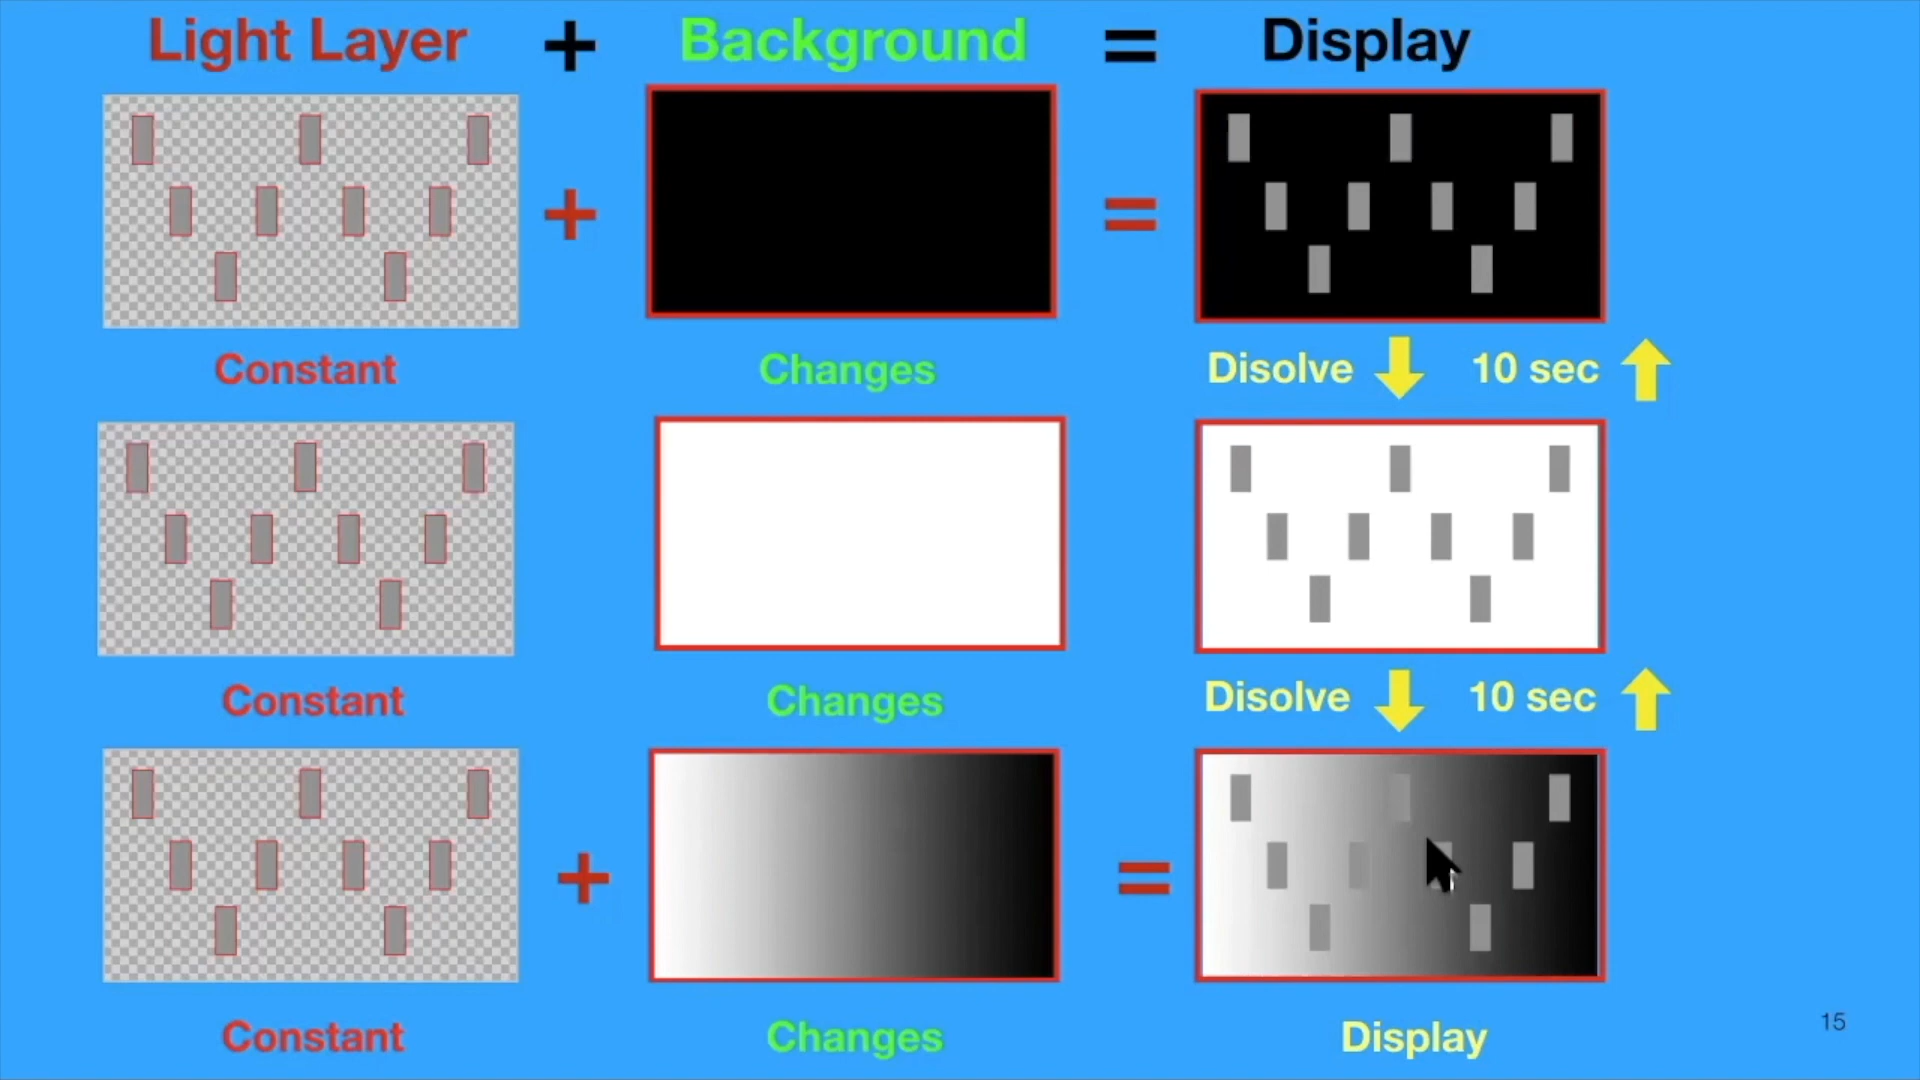 Light Layer + Background = Display
+ =
Constant Changes Disolve 10 sec
Constant Changes Disolve 10 sec
+ =
Constant Changes Display
15